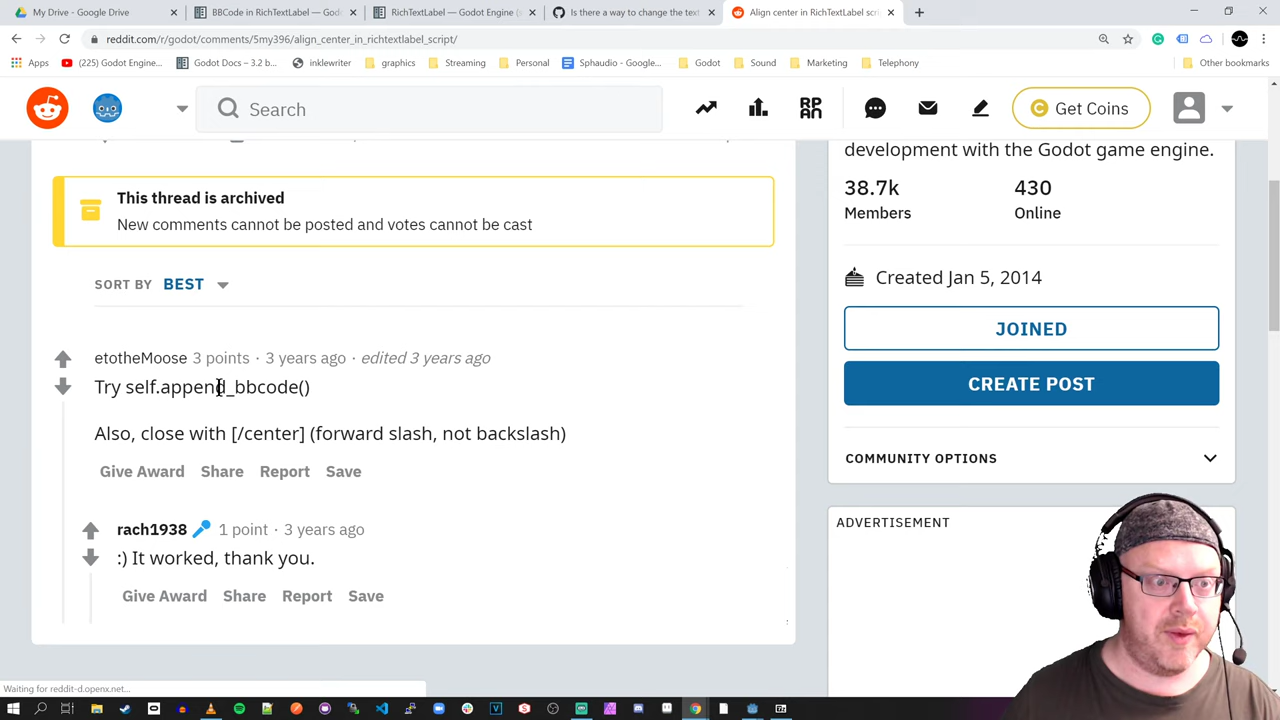 My Drive - Google Drive
BBCode in RichTextLabel — Godot
RichTextLabel — Godot Engine (
Is there a way to change the text
Align center in RichTextLabel scri
reddit.com/r/godot/comments/5my396/align_center_in_richtextlabel_script/
Apps
(225) Godot Engine...
Godot Docs – 3.2 b...
inklewriter
graphics
Streaming
Personal
Sphaudio - Google...
Godot
Sound
Marketing
Telephony
Other bookmarks
Search
RPAN
Get Coins
development with the Godot game engine.
38.7k
430
Members
Online
This thread is archived
New comments cannot be posted and votes cannot be cast
Created Jan 5, 2014
SORT BY BEST
JOINED
CREATE POST
etotheMoose 3 points · 3 years ago · edited 3 years ago
Try self.append_bbcode()
Also, close with [/center] (forward slash, not backslash)
Give Award Share Report Save
COMMUNITY OPTIONS
ADVERTISEMENT
rach1938 1 point · 3 years ago
:) It worked, thank you.
Give Award Share Report Save
Waiting for reddit-d.openx.net...